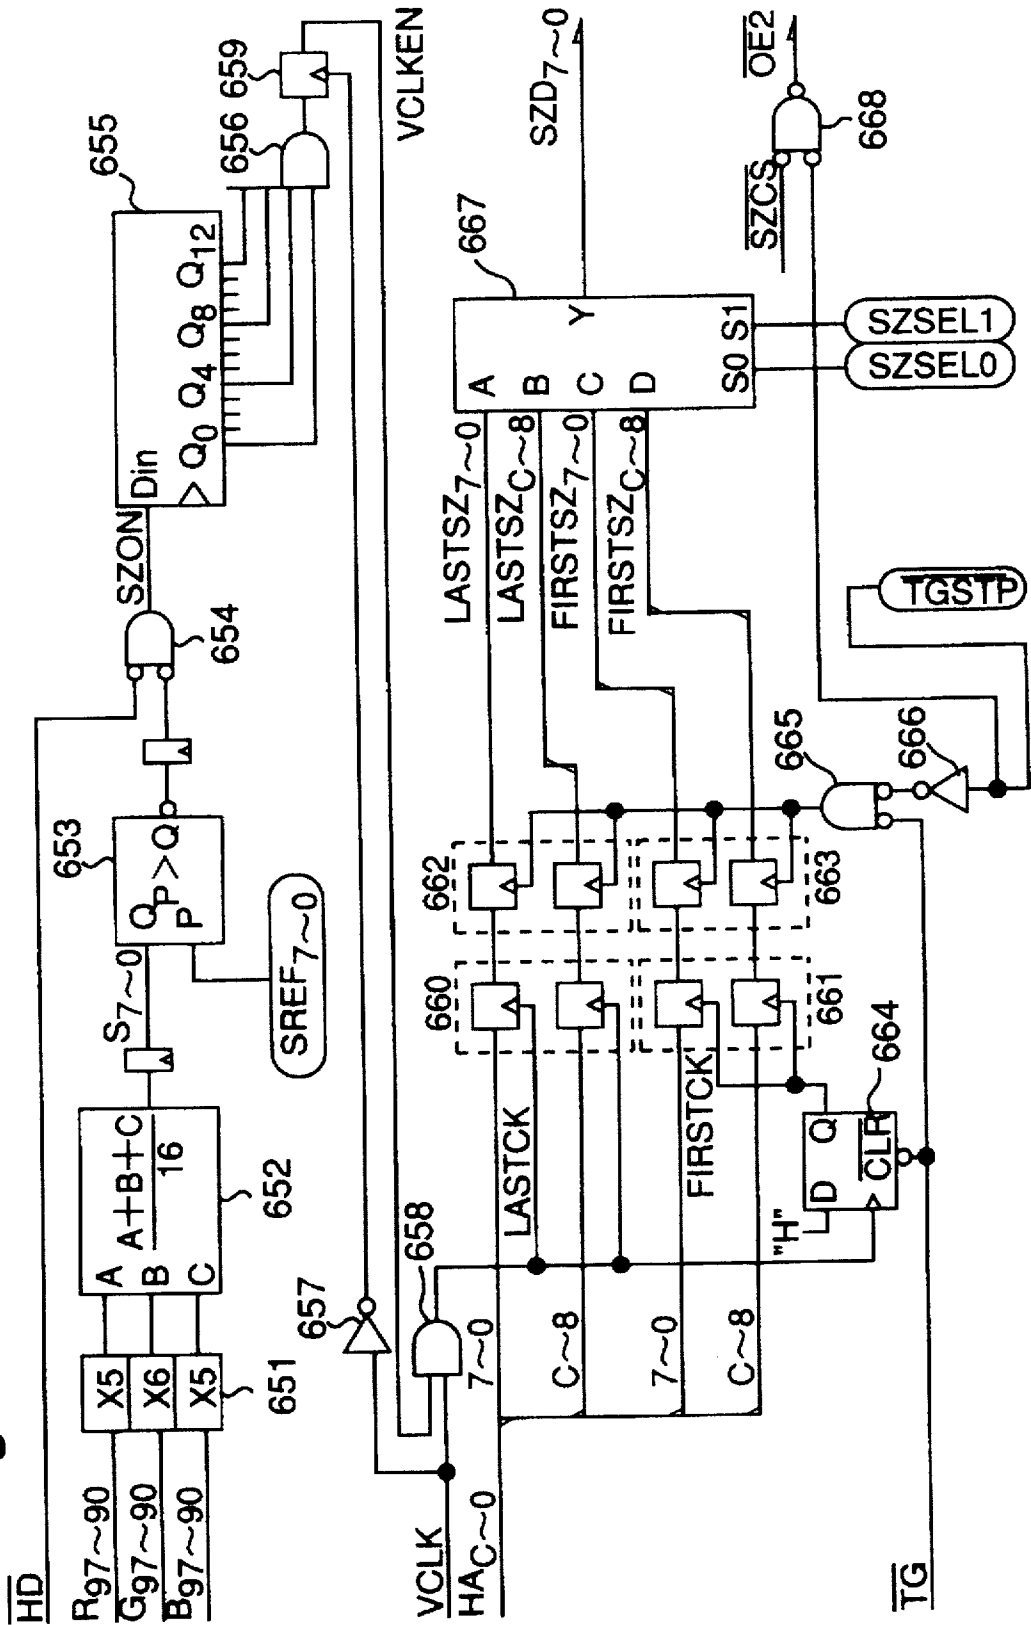 HD
R97~90
G97~90
B97~90
X5
X6
X5
651
A
B
C
A+B+C
16
652
S7~0
Q
P
P>Q
653
SREF7~0
654
SZON
Din
Q0 Q4 Q8 Q12
655
656
659
VCLKEN
657
658
VCLK
HAC~0
7~0
C~8
7~0
C~8
LASTCK
FIRSTCK
660
661
662
663
"H"
D
Q
CLR
664
665
666
TGSTP
TG
LASTSZ7~0
LASTSZC~8
FIRSTSZ7~0
FIRSTSZC~8
A
B
C
D
Y
S0 S1
667
SZD7~0
SZSEL0
SZSEL1
SZCS
668
OE2